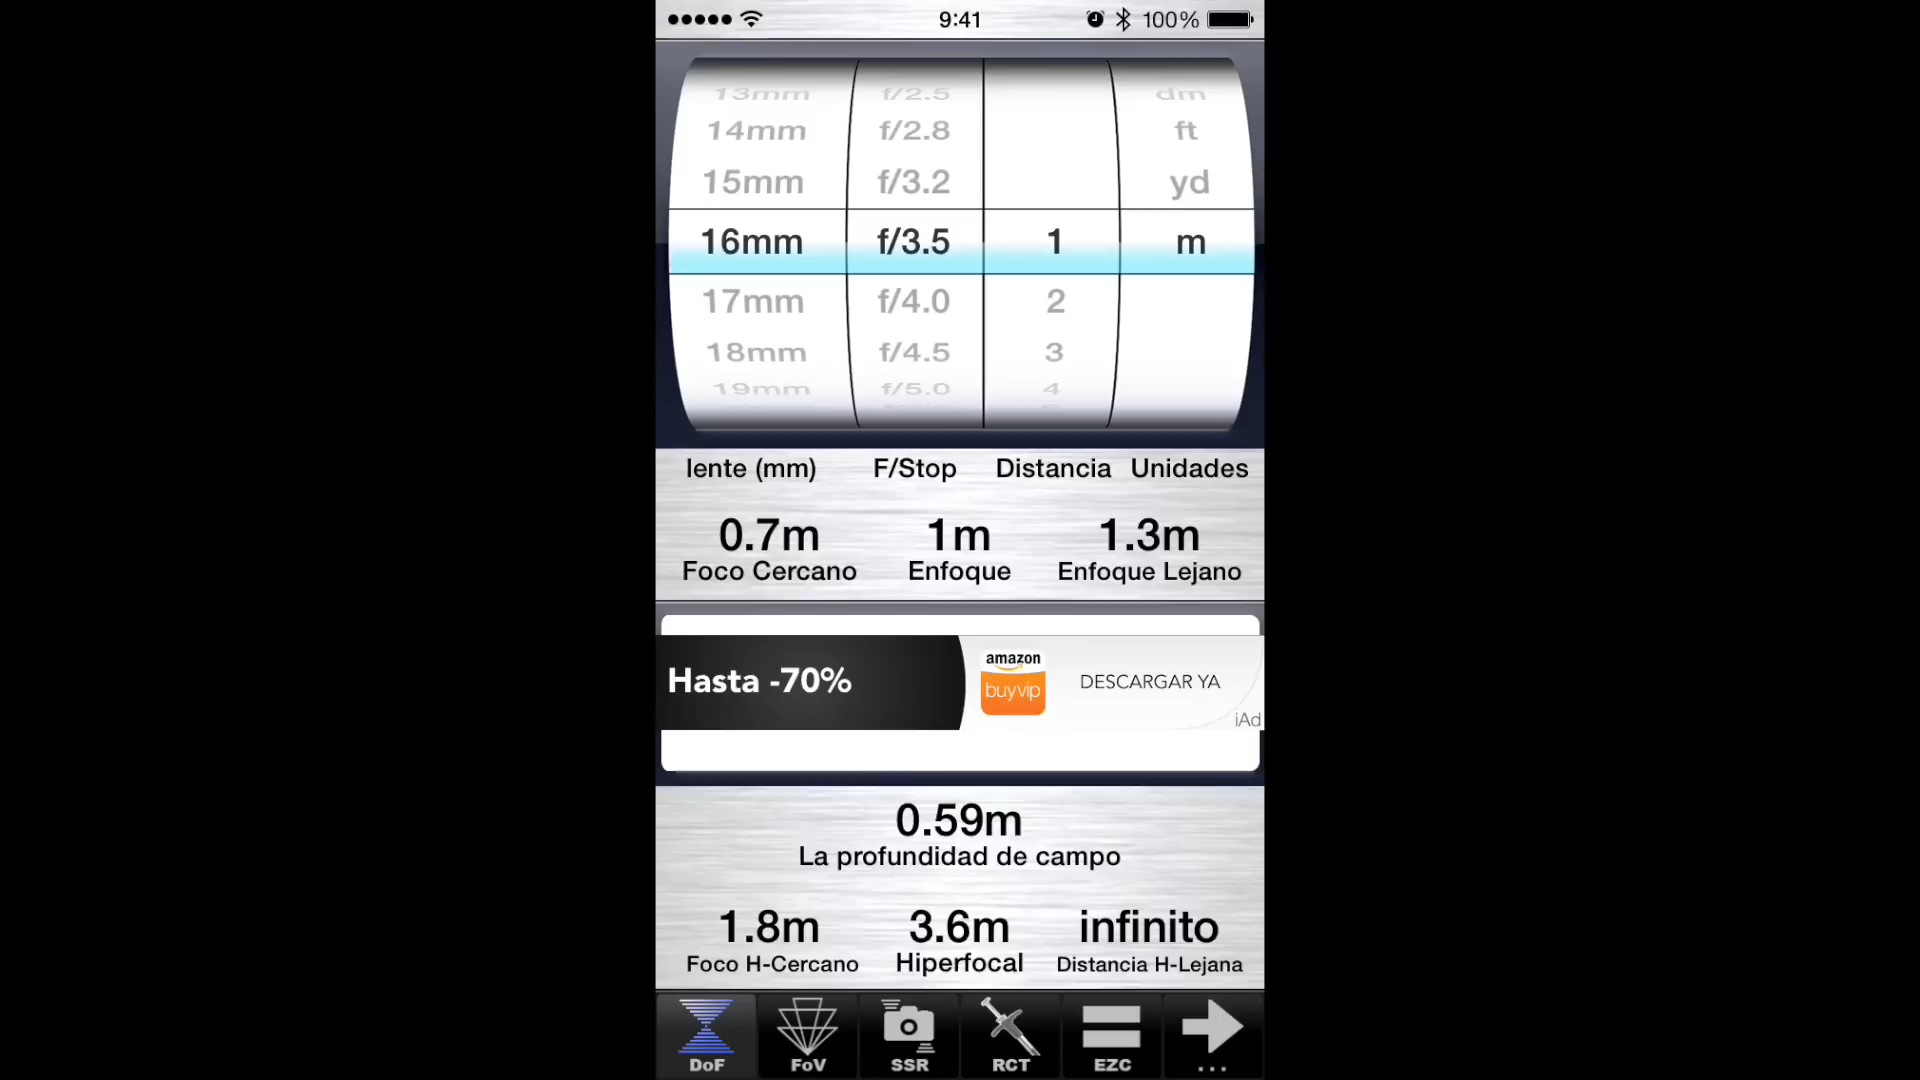 9:41 100%
13mm f/2.5 dm
14mm f/2.8 ft
15mm f/3.2 yd
16mm f/3.5 1 m
17mm f/4.0 2
18mm f/4.5 3
19mm f/5.0 4
lente (mm) F/Stop Distancia Unidades
0.7m 1m 1.3m
Foco Cercano Enfoque Enfoque Lejano
Hasta -70% amazon buyvip DESCARGAR YA
iAd
0.59m
La profundidad de campo
1.8m 3.6m infinito
Foco H-Cercano Hiperfocal Distancia H-Lejana
DoF FoV SSR RCT EZC ...